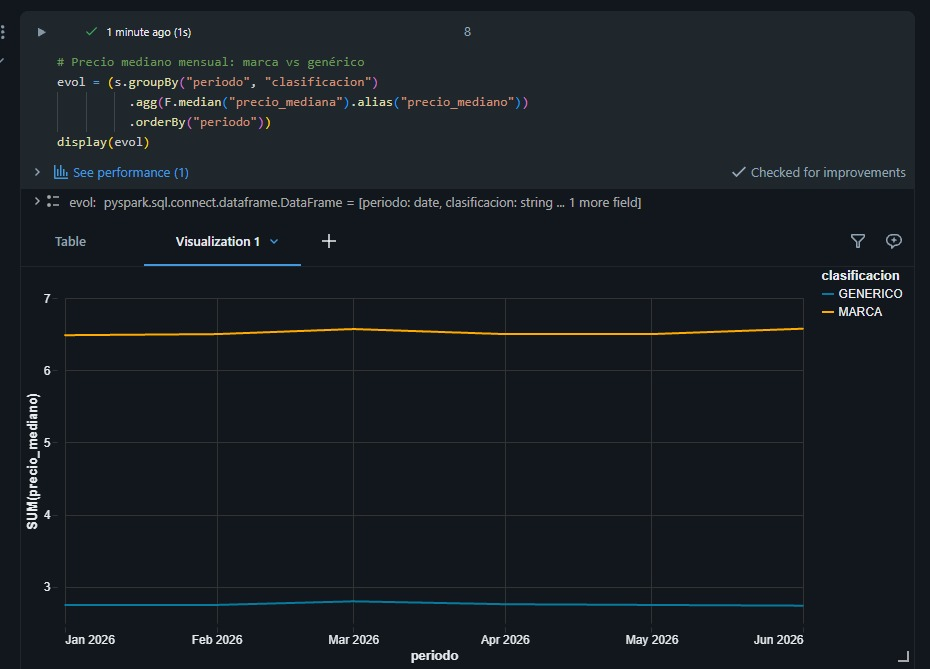 1 minute ago (1s)
8
# Precio mediano mensual: marca vs genérico
evol = (s.groupBy("periodo", "clasificacion")
.agg(F.median("precio_mediana").alias("precio_mediano"))
.orderBy("periodo"))
display(evol)
See performance (1)
Checked for improvements
evol: pyspark.sql.connect.dataframe.DataFrame = [periodo: date, clasificacion: string ... 1 more field]
Table
Visualization 1
+
clasificacion
GENERICO
MARCA
7
6
5
4
3
SUM(precio_mediano)
Jan 2026
Feb 2026
Mar 2026
Apr 2026
May 2026
Jun 2026
periodo